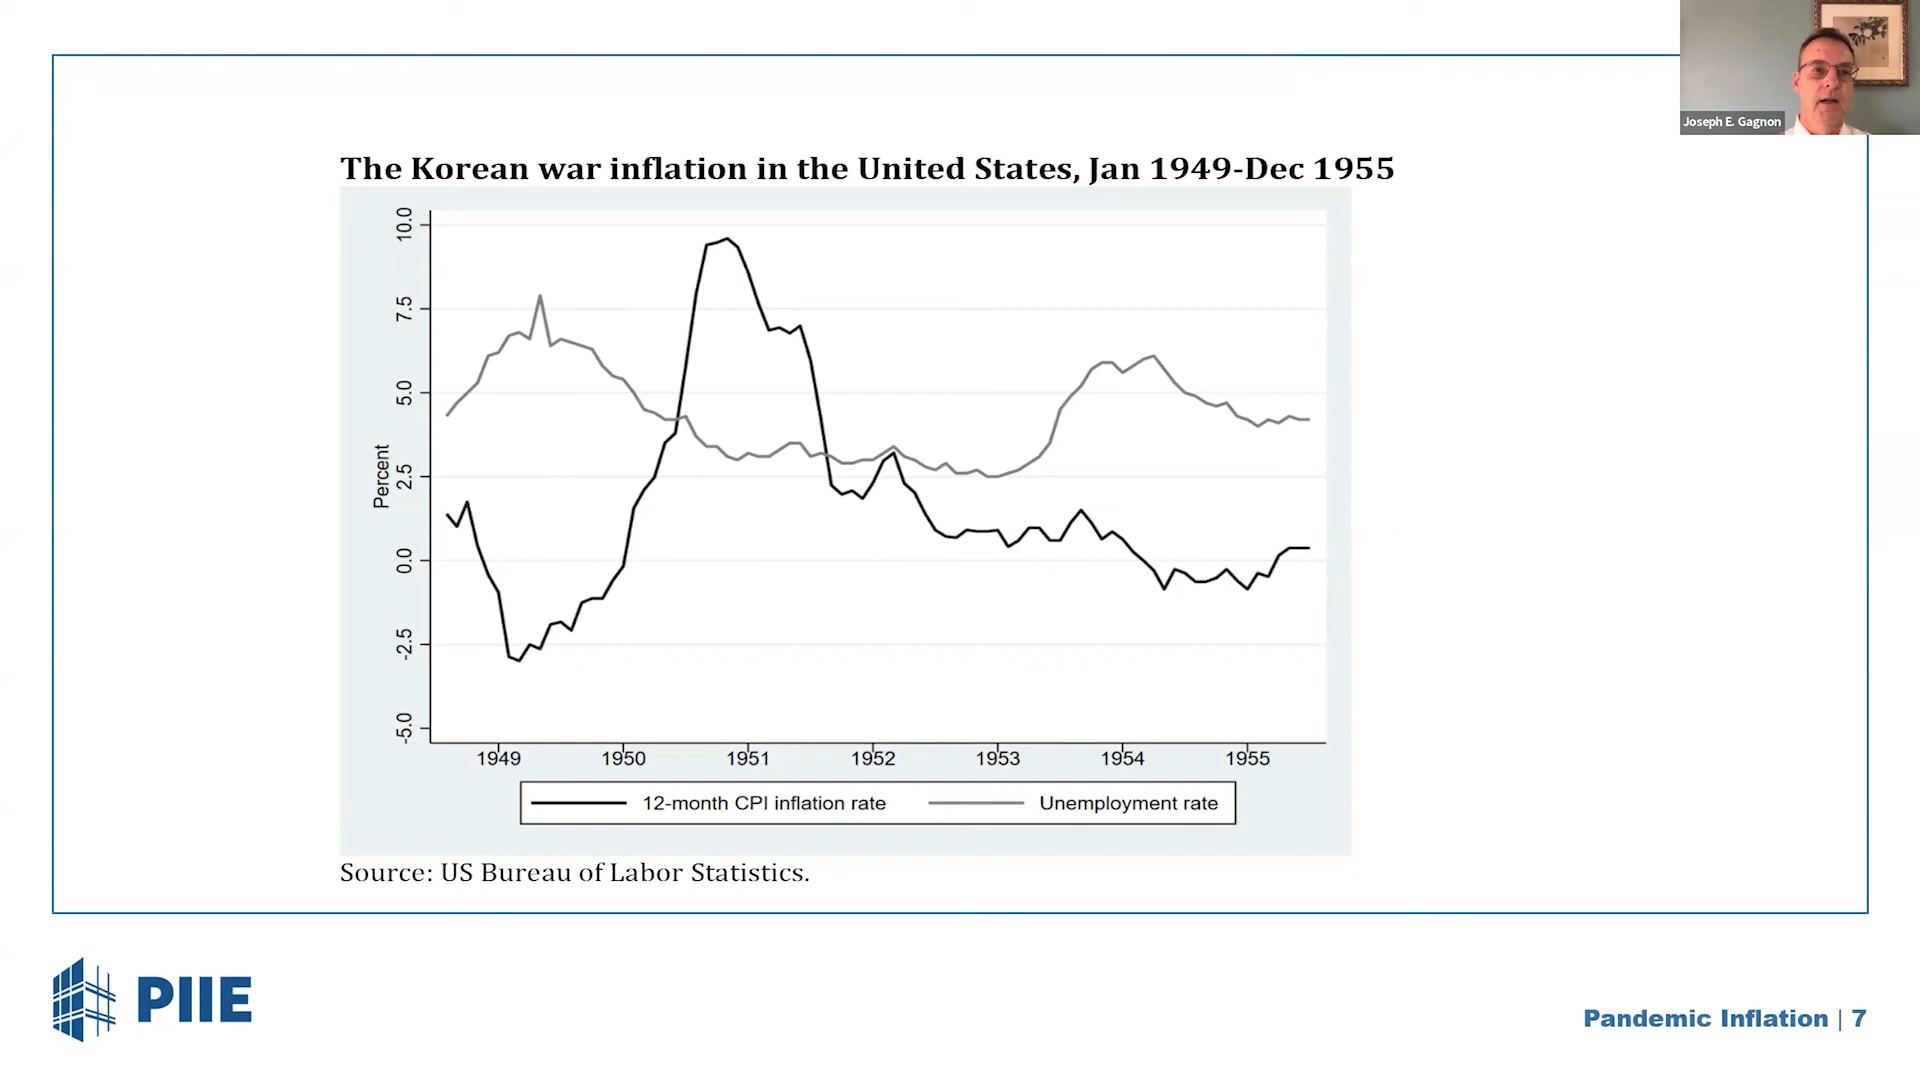 Joseph E. Gagnon
The Korean war inflation in the United States, Jan 1949-Dec 1955
Percent
10.0
7.5
5.0
2.5
0.0
-2.5
-5.0
1949 1950 1951 1952 1953 1954 1955
12-month CPI inflation rate Unemployment rate
Source: US Bureau of Labor Statistics.
PIIE
Pandemic Inflation | 7